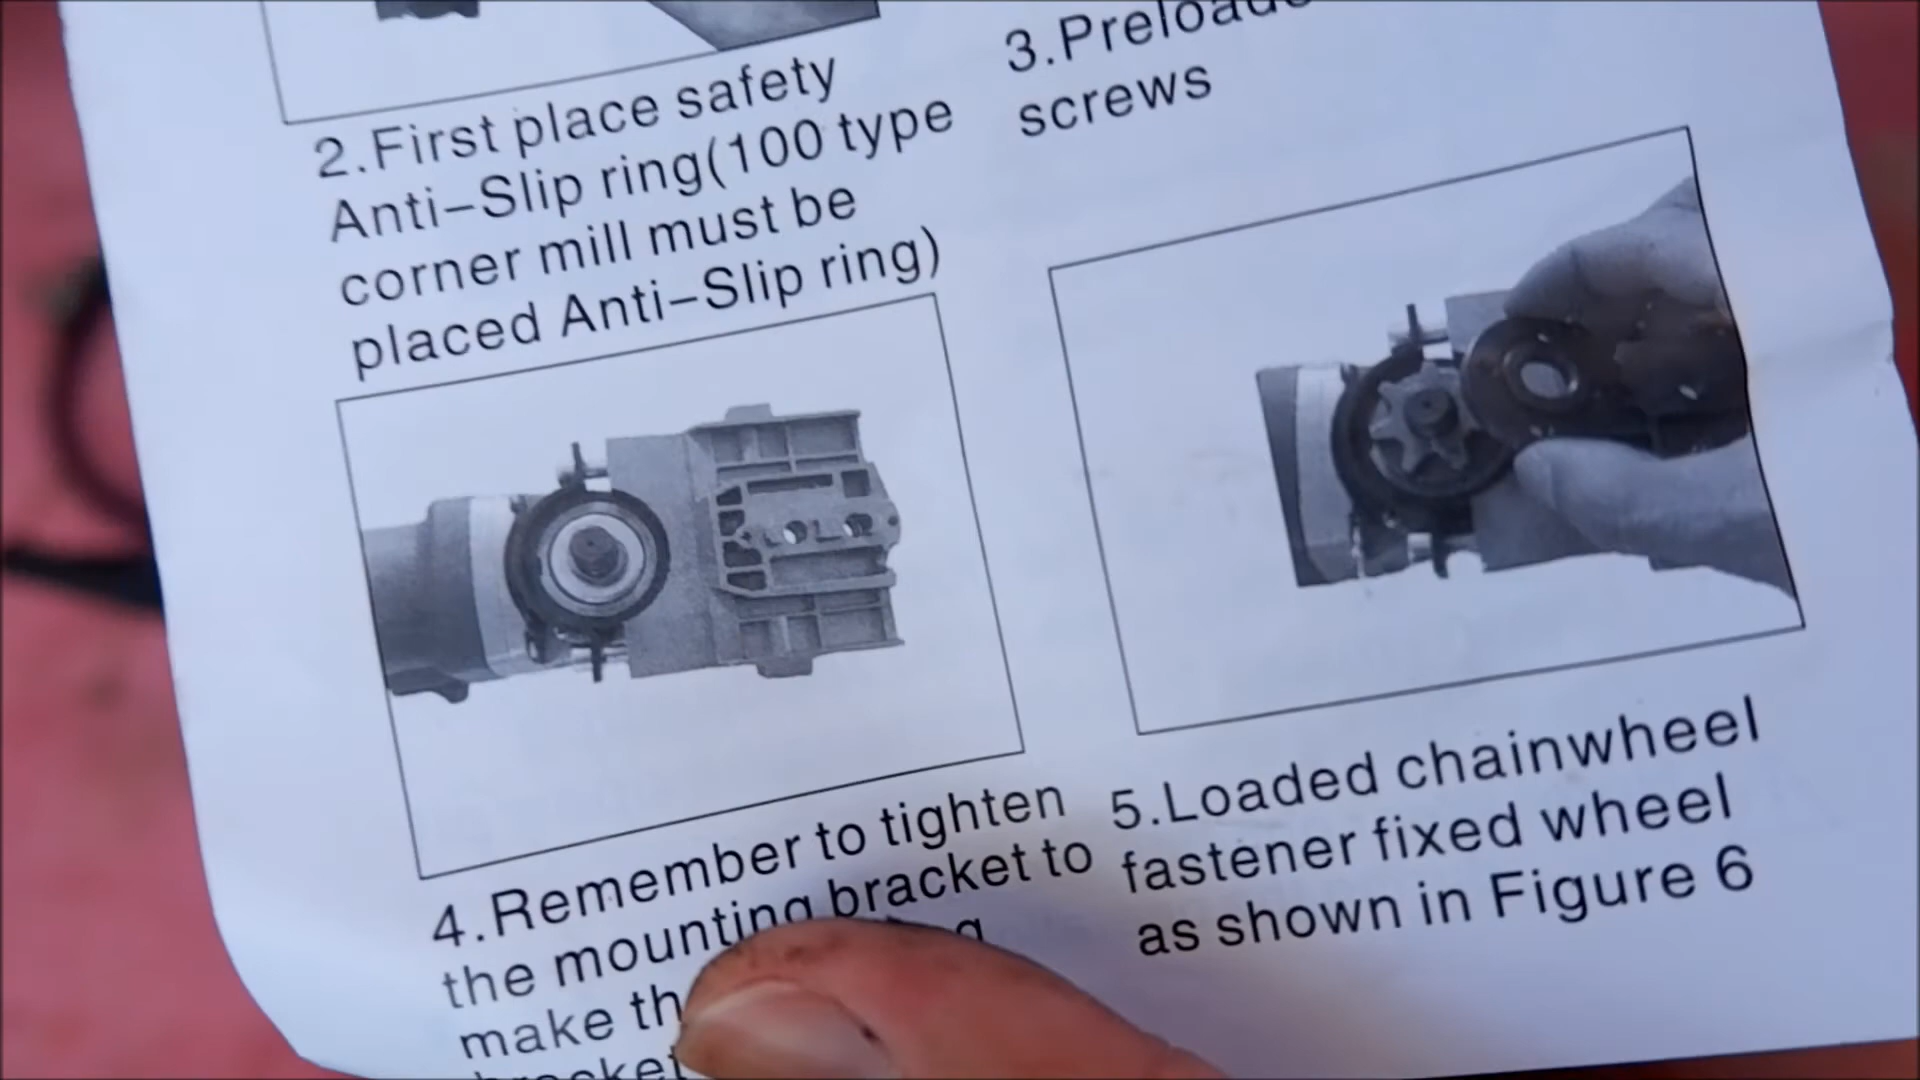 2.First place safety
Anti–Slip ring(100 type
corner mill must be
placed Anti–Slip ring)
3.Preload
screws
4.Remember to tighten
the mounting bracket to
make
5.Loaded chainwheel
fastener fixed wheel
as shown in Figure 6